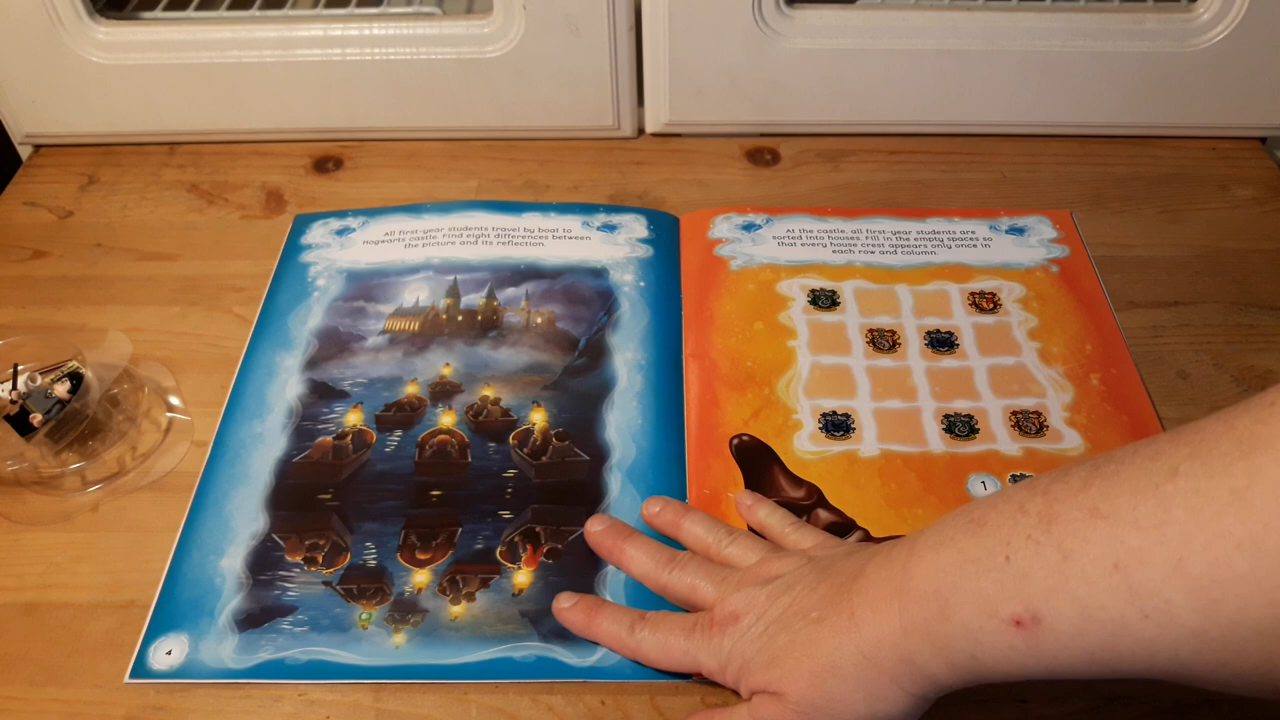 All first-year students travel by boat to
Hogwarts castle. Find eight differences between
the picture and its reflection.
4
At the castle, all first-year students are
sorted into houses. Fill in the empty spaces so
that every house crest appears only once in
each row and column.
1